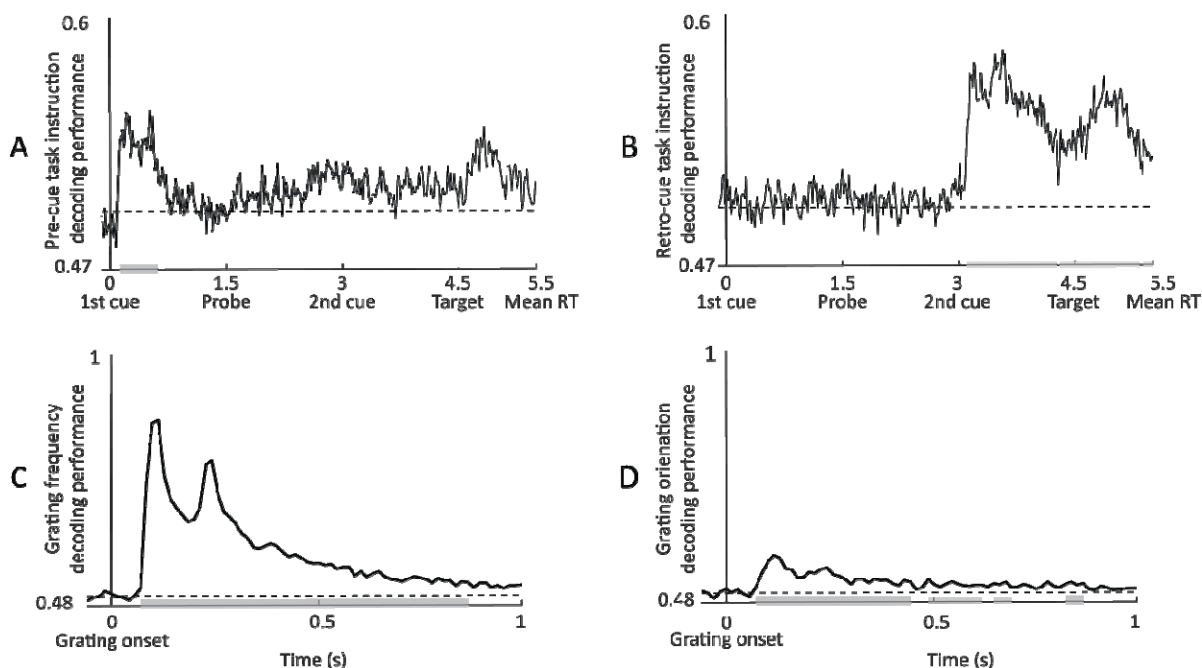 A
Pre-cue task instruction
decoding performance
0.6
0.47
0 1.5 3 4.5 5.5
1st cue Probe 2nd cue Target Mean RT
B
Retro-cue task instruction
decoding performance
0.6
0.47
0 1.5 3 4.5 5.5
1st cue Probe 2nd cue Target Mean RT
C
Grating frequency
decoding performance
1
0.48
0 0.5 1
Grating onset
Time (s)
D
Grating orienation
decoding performance
1
0.48
0 0.5 1
Grating onset
Time (s)